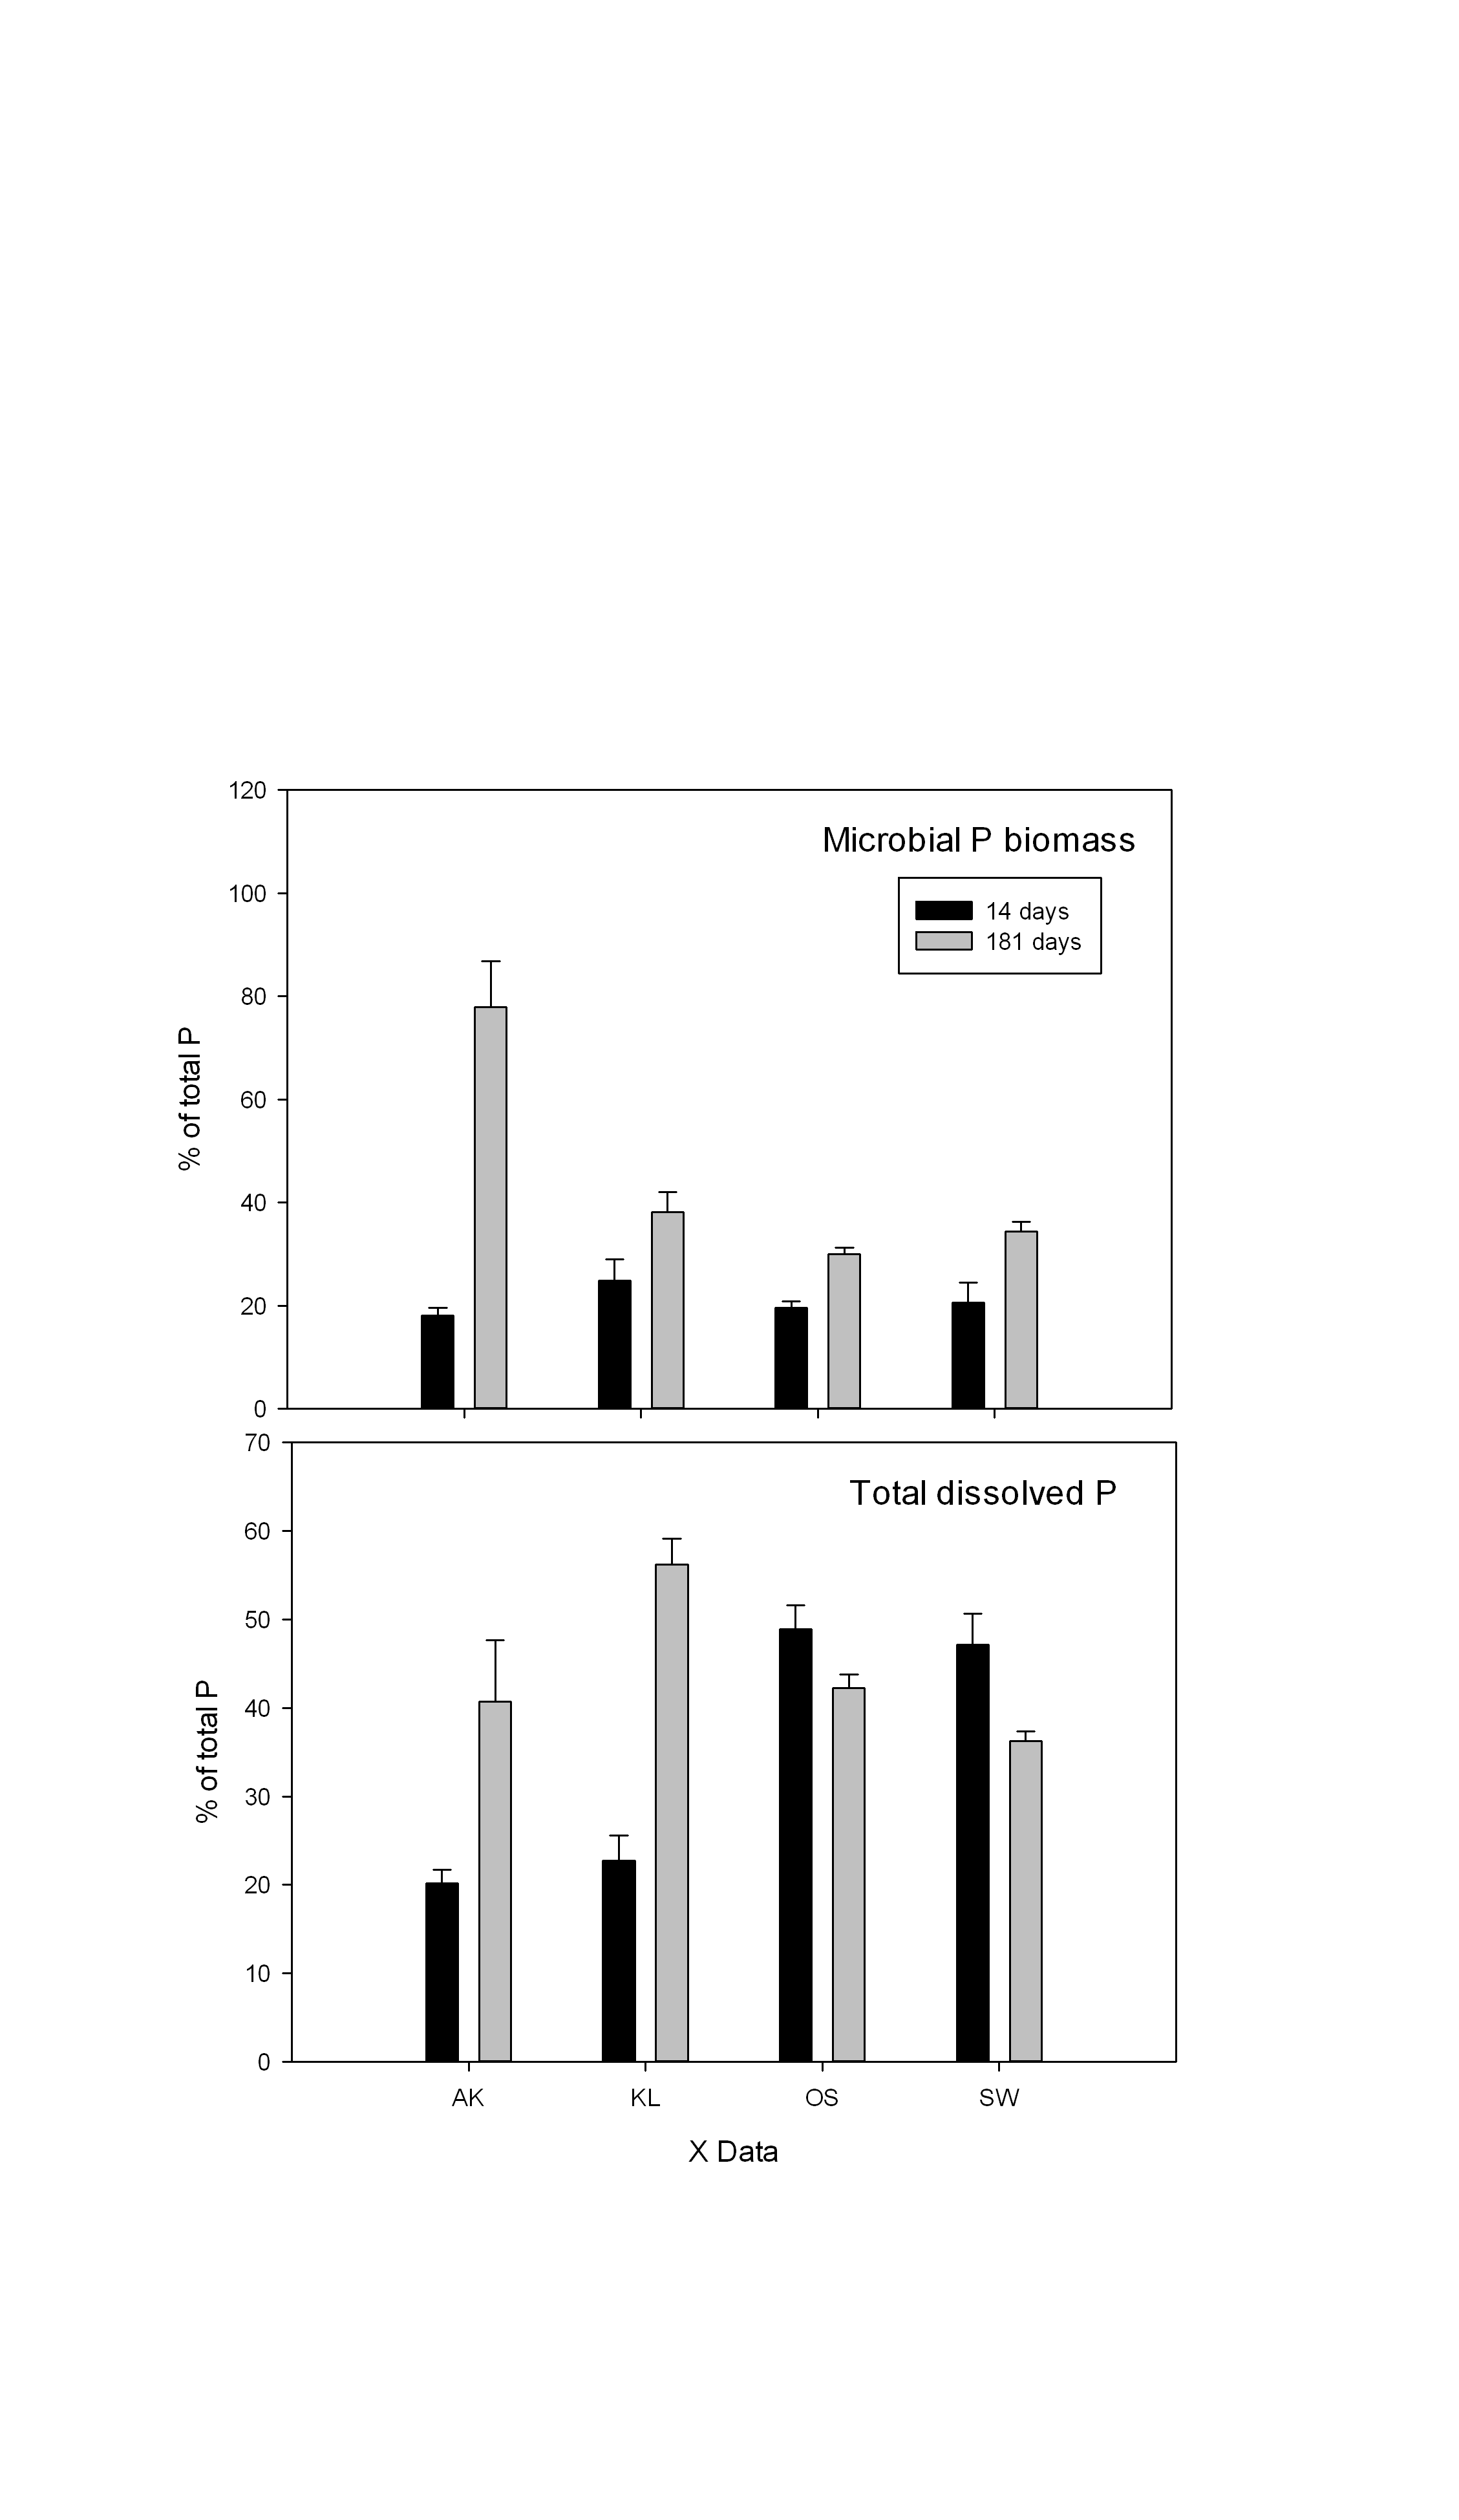 120
Microbial P biomass
100
14 days
181 days
80
60
% of total P
40
20
0
70
Total dissolved P
60
50
40
% of total P
30
20
10
0
AK KL OS SW
X Data